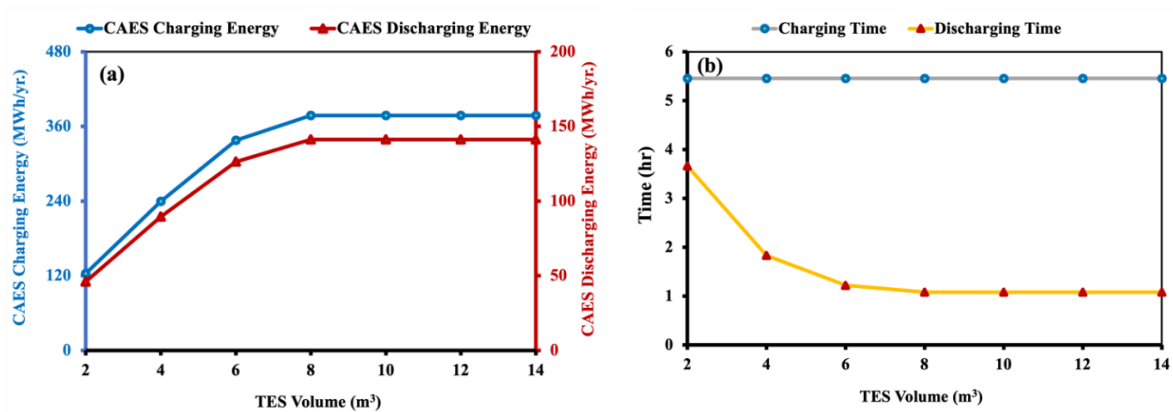 CAES Charging Energy
CAES Discharging Energy
480
360
240
120
0
CAES Charging Energy (MWh/yr.)
(a)
200
150
100
50
0
CAES Discharging Energy (MWh/yr.)
2 4 6 8 10 12 14
TES Volume (m³)
Charging Time
Discharging Time
6
5
4
3
2
1
0
Time (hr)
(b)
2 4 6 8 10 12 14
TES Volume (m³)